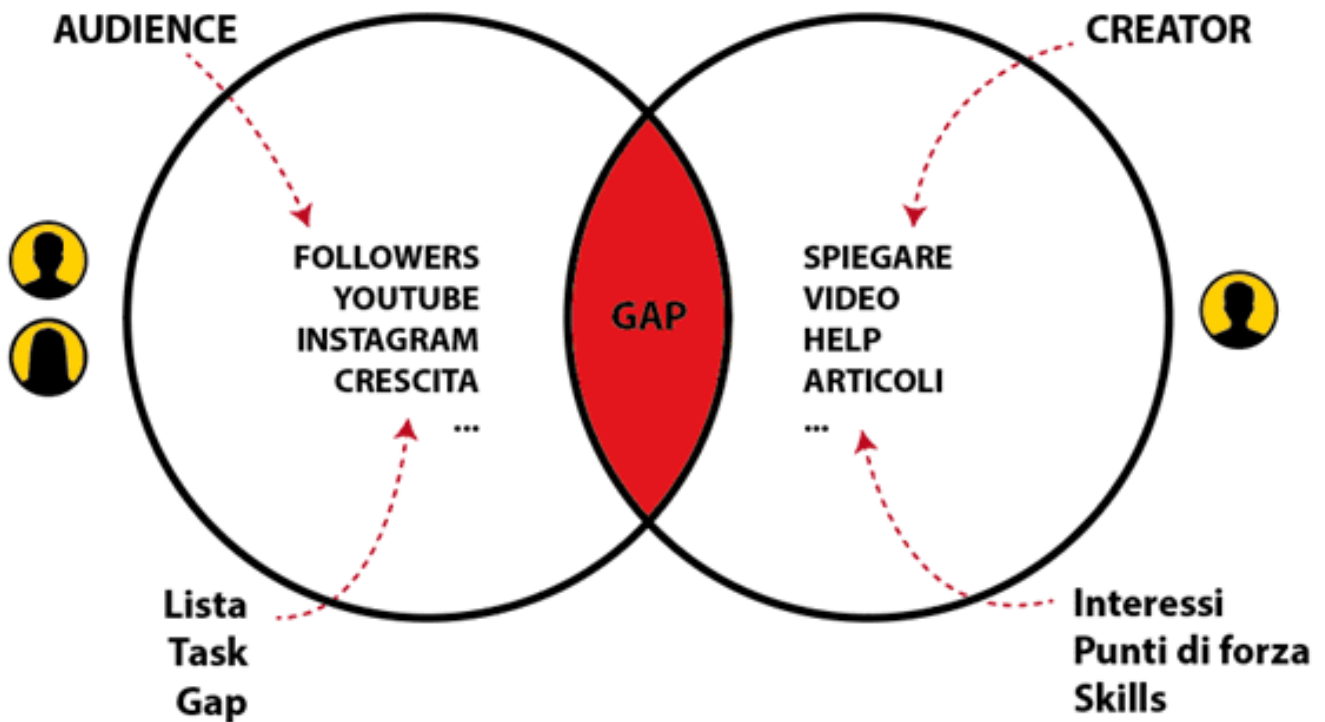 AUDIENCE
CREATOR
FOLLOWERS
YOUTUBE
INSTAGRAM
CRESCITA
...
GAP
SPIEGARE
VIDEO
HELP
ARTICOLI
...
Lista
Task
Gap
Interessi
Punti di forza
Skills